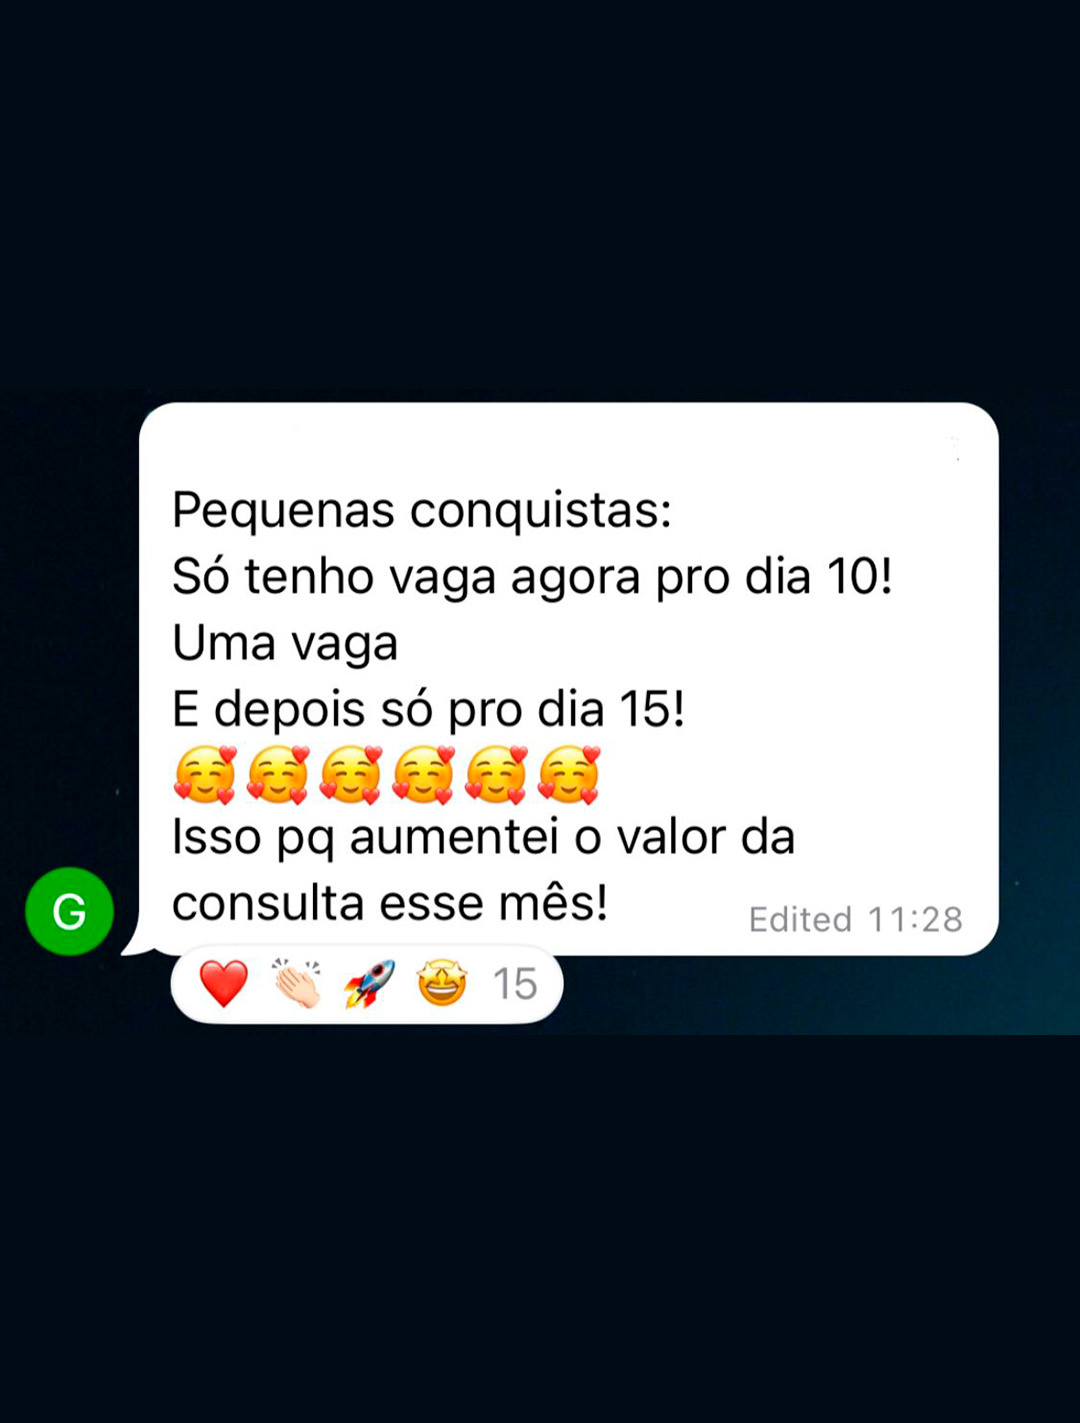 Pequenas conquistas:
Só tenho vaga agora pro dia 10!
Uma vaga
E depois só pro dia 15!
🥰🥰🥰🥰🥰🥰
Isso pq aumentei o valor da
consulta esse mês!
Edited 11:28
G
❤️👏🏻🚀🤩 15